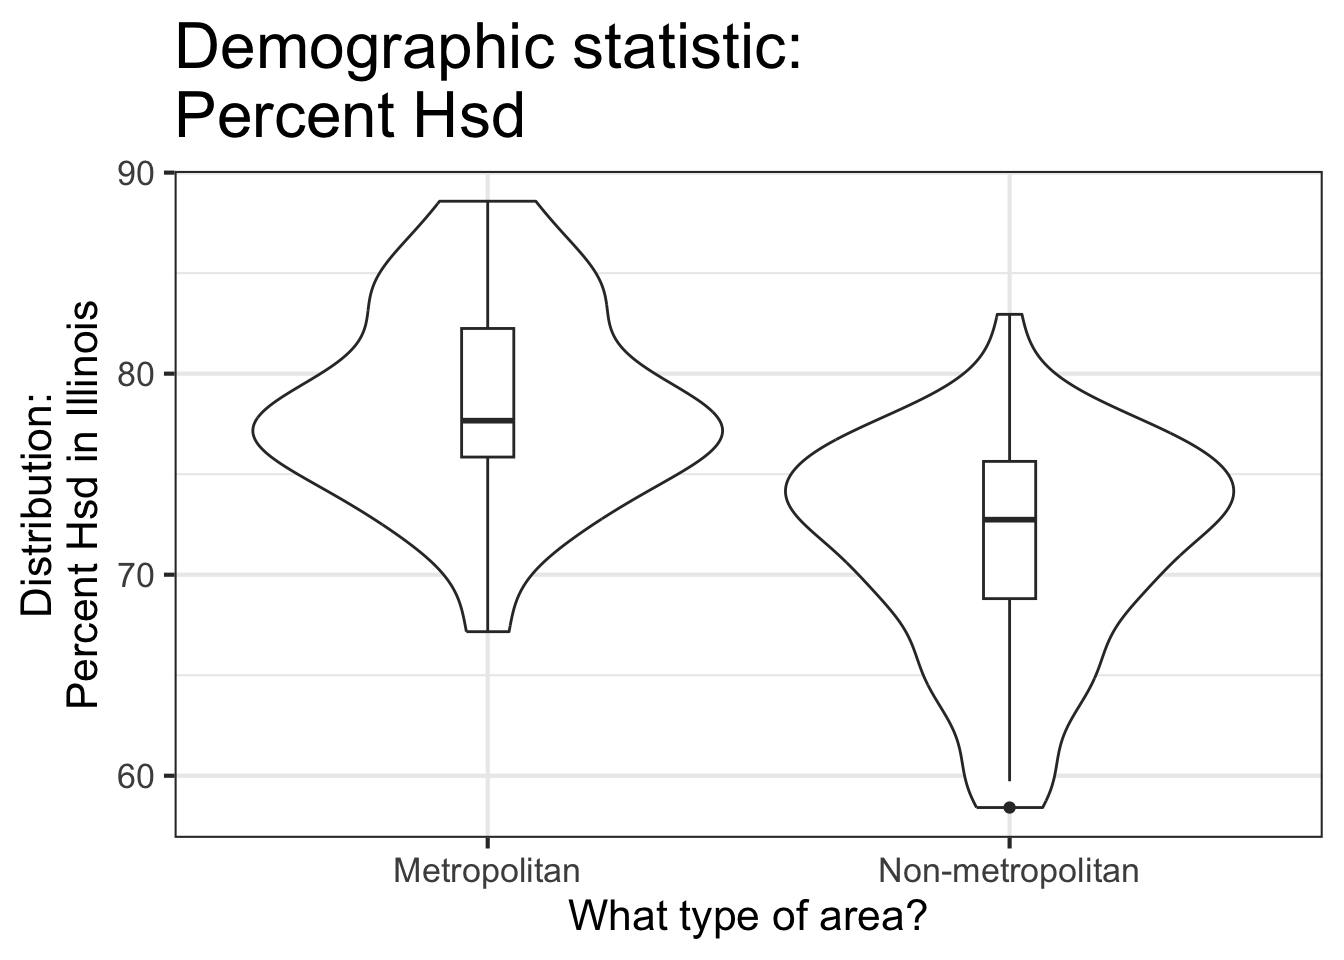 Demographic statistic:
Percent Hsd
Distribution:
Percent Hsd in Illinois
90
80
70
60
Metropolitan
Non-metropolitan
What type of area?